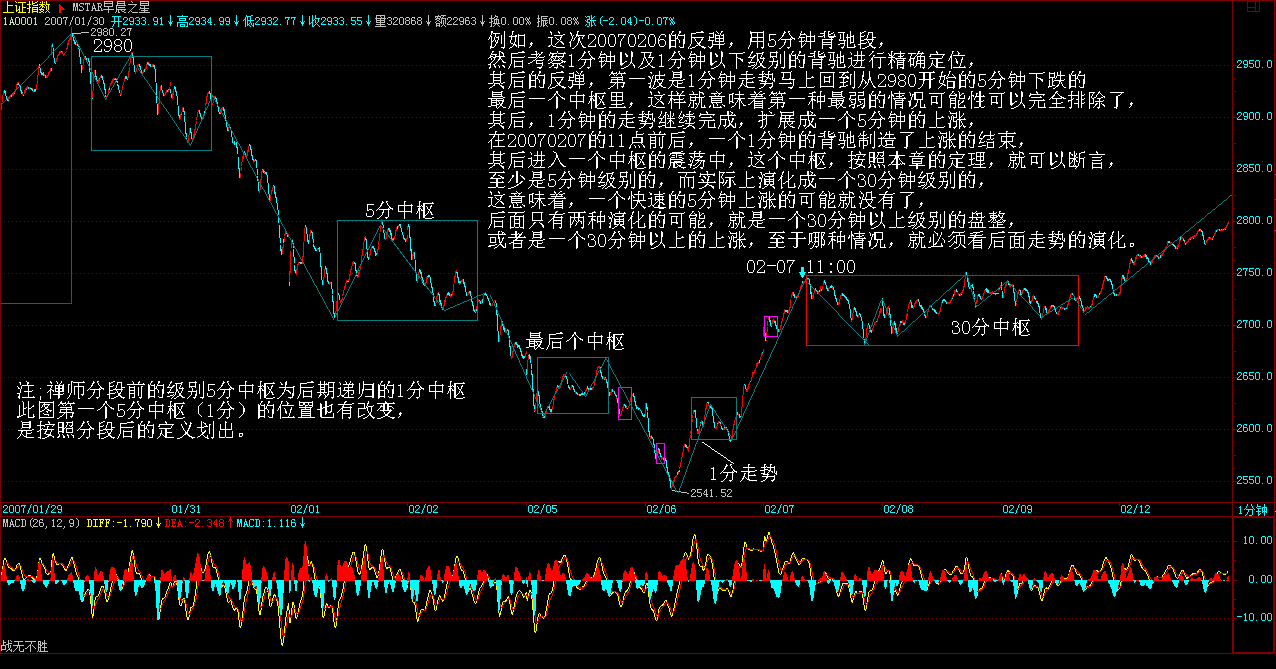 上证指数 MSTAR早晨之星
1A0001 2007/01/30 开2933.91↓高2934.99↓低2932.77↓收2933.55↓量320868↓额22963↓换0.00% 振0.08% 涨(-2.04)-0.07%
2980.27
2980
例如，这次20070206的反弹，用5分钟背驰段，
然后考察1分钟以及1分钟以下级别的背驰进行精确定位，
其后的反弹，第一波是1分钟走势马上回到从2980开始的5分钟下跌的
最后一个中枢里，这样就意味着第一种最弱的情况可能性可以完全排除了，
其后，1分钟的走势继续完成，扩展成一个5分钟的上涨，
在20070207的11点前后，一个1分钟的背驰制造了上涨的结束，
其后进入一个中枢的震荡中，这个中枢，按照本章的定理，就可以断言，
至少是5分钟级别的，而实际上演化成一个30分钟级别的，
这意味着，一个快速的5分钟上涨的可能就没有了，
后面只有两种演化的可能，就是一个30分钟以上级别的盘整，
或者是一个30分钟以上的上涨，至于哪种情况，就必须看后面走势的演化。
5分中枢
02-07,11:00
最后个中枢
30分中枢
注;禅师分段前的级别5分中枢为后期递归的1分中枢
此图第一个5分中枢（1分）的位置也有改变，
是按照分段后的定义划出。
1分走势
2541.52
2950.0
2900.0
2850.0
2800.0
2750.0
2700.0
2650.0
2600.0
2550.0
2007/01/29 01/31 02/01 02/02 02/05 02/06 02/07 02/08 02/09 02/12 1分钟
MACD(26,12,9) DIFF:-1.790↓DEA:-2.348↑MACD:1.116↓
10.00
0.00
-10.00
战无不胜